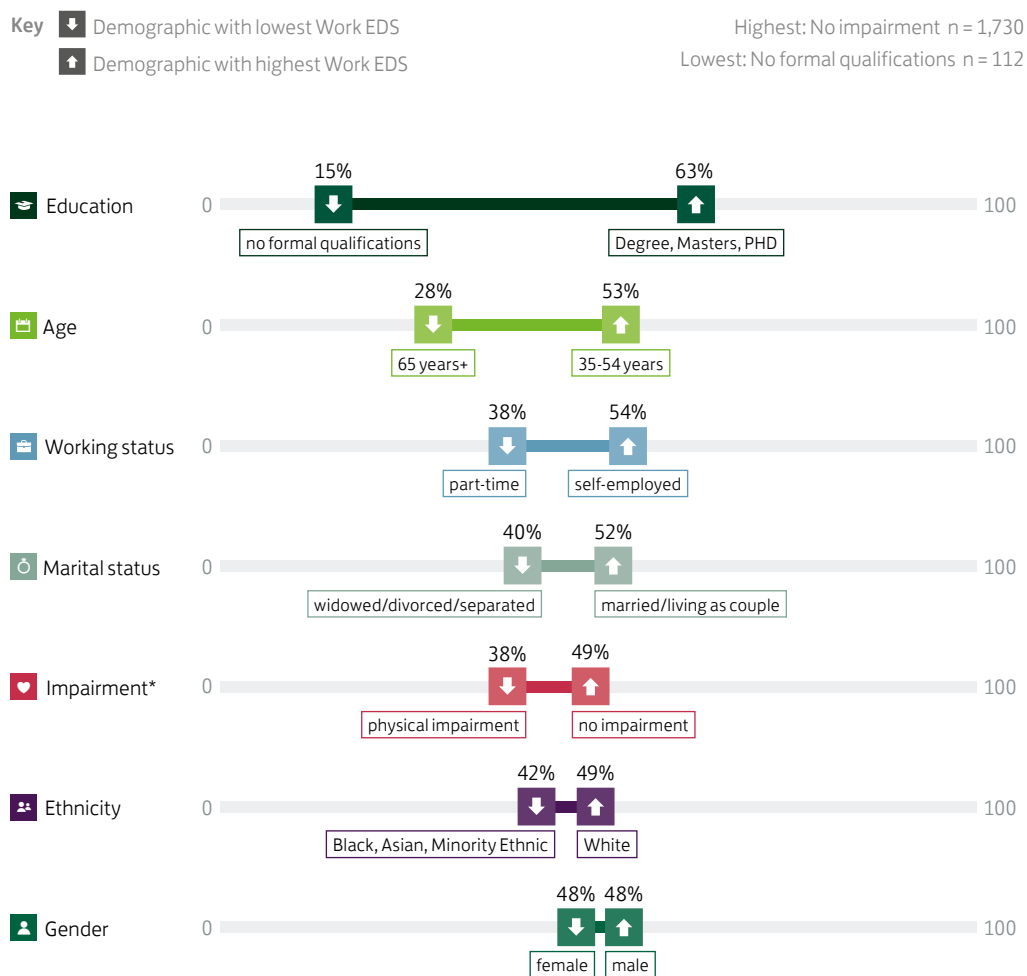 Key Demographic with lowest Work EDS
Highest: No impairment n = 1,730
Demographic with highest Work EDS
Lowest: No formal qualifications n = 112
15% 63%
Education 0 100
no formal qualifications Degree, Masters, PHD
28% 53%
Age 0 100
65 years+ 35-54 years
38% 54%
Working status 0 100
part-time self-employed
40% 52%
Marital status 0 100
widowed/divorced/separated married/living as couple
38% 49%
Impairment* 0 100
physical impairment no impairment
42% 49%
Ethnicity 0 100
Black, Asian, Minority Ethnic White
48% 48%
Gender 0 100
female male